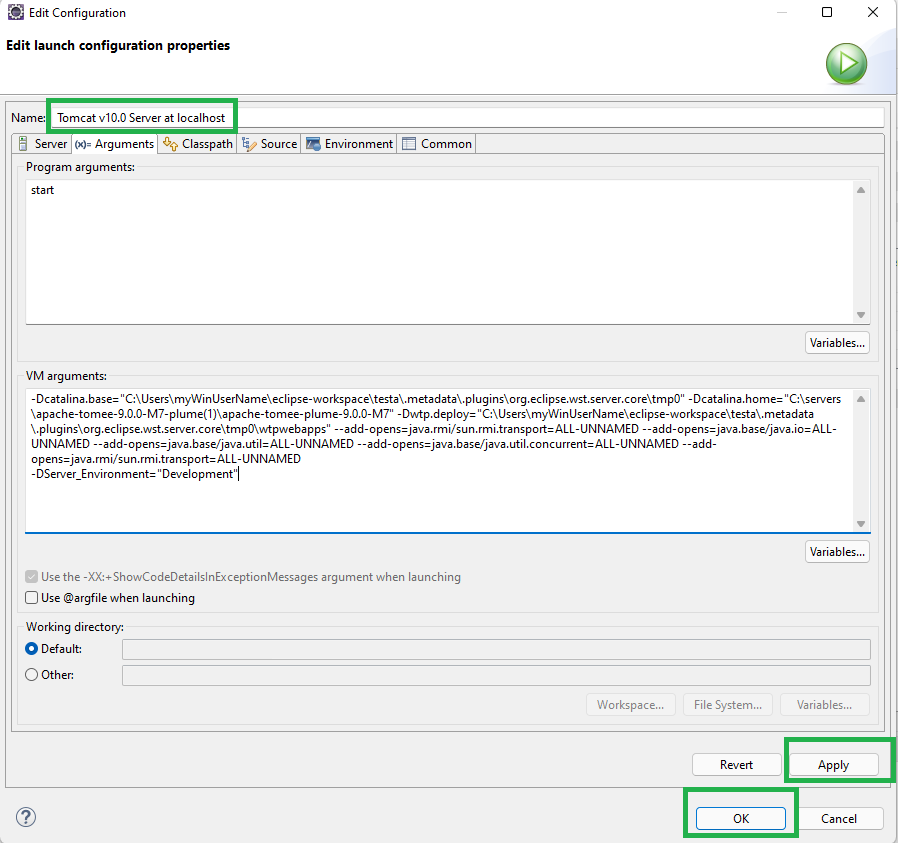 Edit Configuration
Edit launch configuration properties
Name: Tomcat v10.0 Server at localhost
Server (x)= Arguments Classpath Source Environment Common
Program arguments:
start
Variables...
VM arguments:
-Dcatalina.base="C:\Users\myWinUserName\eclipse-workspace\testa\.metadata\.plugins\org.eclipse.wst.server.core\tmp0" -Dcatalina.home="C:\servers
\apache-tomee-9.0.0-M7-plume(1)\apache-tomee-plume-9.0.0-M7" -Dwtp.deploy="C:\Users\myWinUserName\eclipse-workspace\testa\.metadata
\.plugins\org.eclipse.wst.server.core\tmp0\wtpwebapps" --add-opens=java.rmi/sun.rmi.transport=ALL-UNNAMED --add-opens=java.base/java.io=ALL-
UNNAMED --add-opens=java.base/java.util=ALL-UNNAMED --add-opens=java.base/java.util.concurrent=ALL-UNNAMED --add-
opens=java.rmi/sun.rmi.transport=ALL-UNNAMED
-DServer_Environment="Development"
Variables...
Use the -XX:+ShowCodeDetailsInExceptionMessages argument when launching
Use @argfile when launching
Working directory:
Default:
Other:
Workspace... File System... Variables...
Revert Apply
? OK Cancel